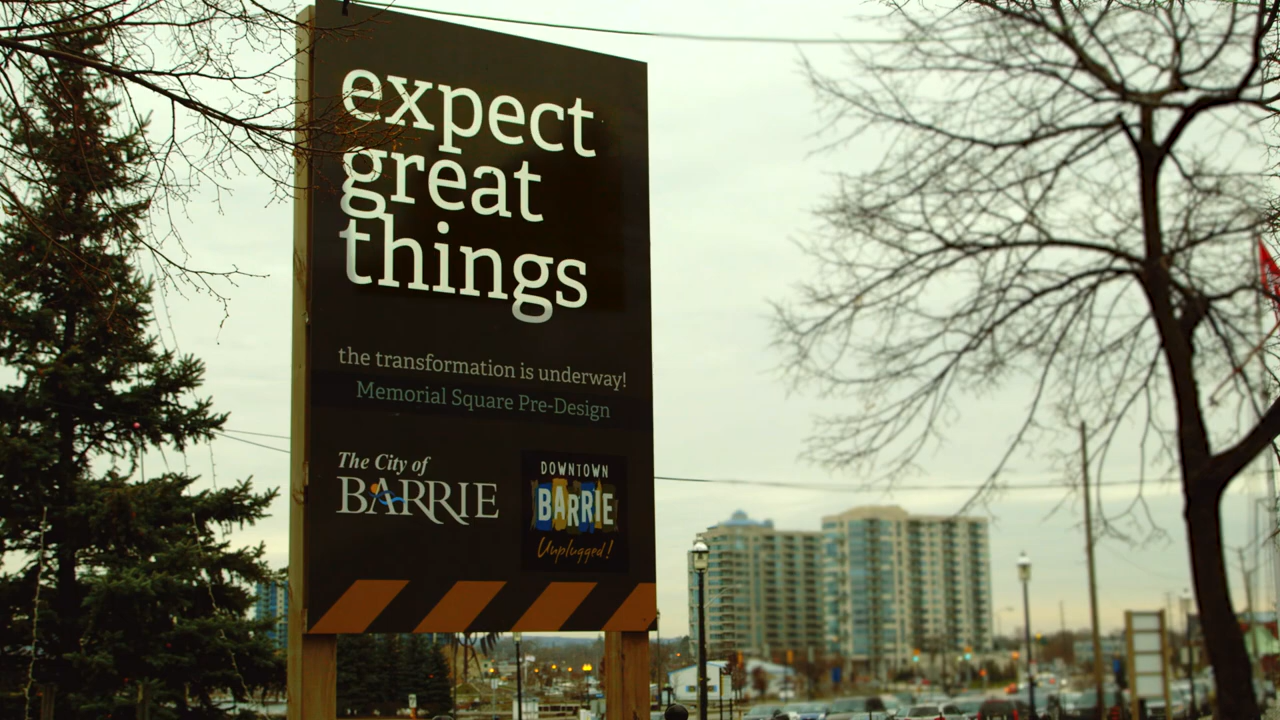 expect
great
things
the transformation is underway!
Memorial Square Pre-Design
The City of
BARRIE
DOWNTOWN
BARRIE
Unplugged!